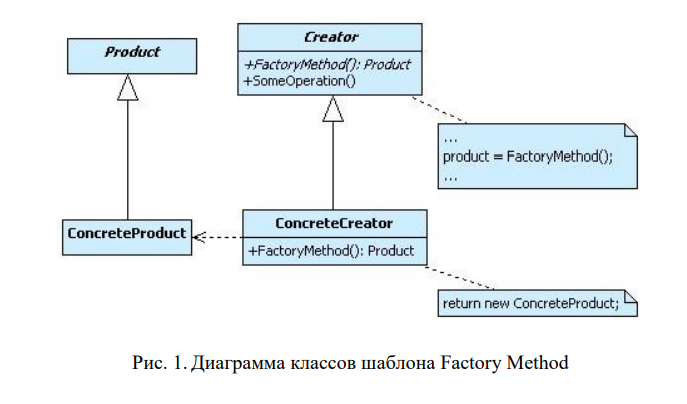 Product
Creator
+FactoryMethod(): Product
+SomeOperation()
...
product = FactoryMethod();
...
ConcreteProduct
ConcreteCreator
+FactoryMethod(): Product
return new ConcreteProduct;
Рис. 1. Диаграмма классов шаблона Factory Method